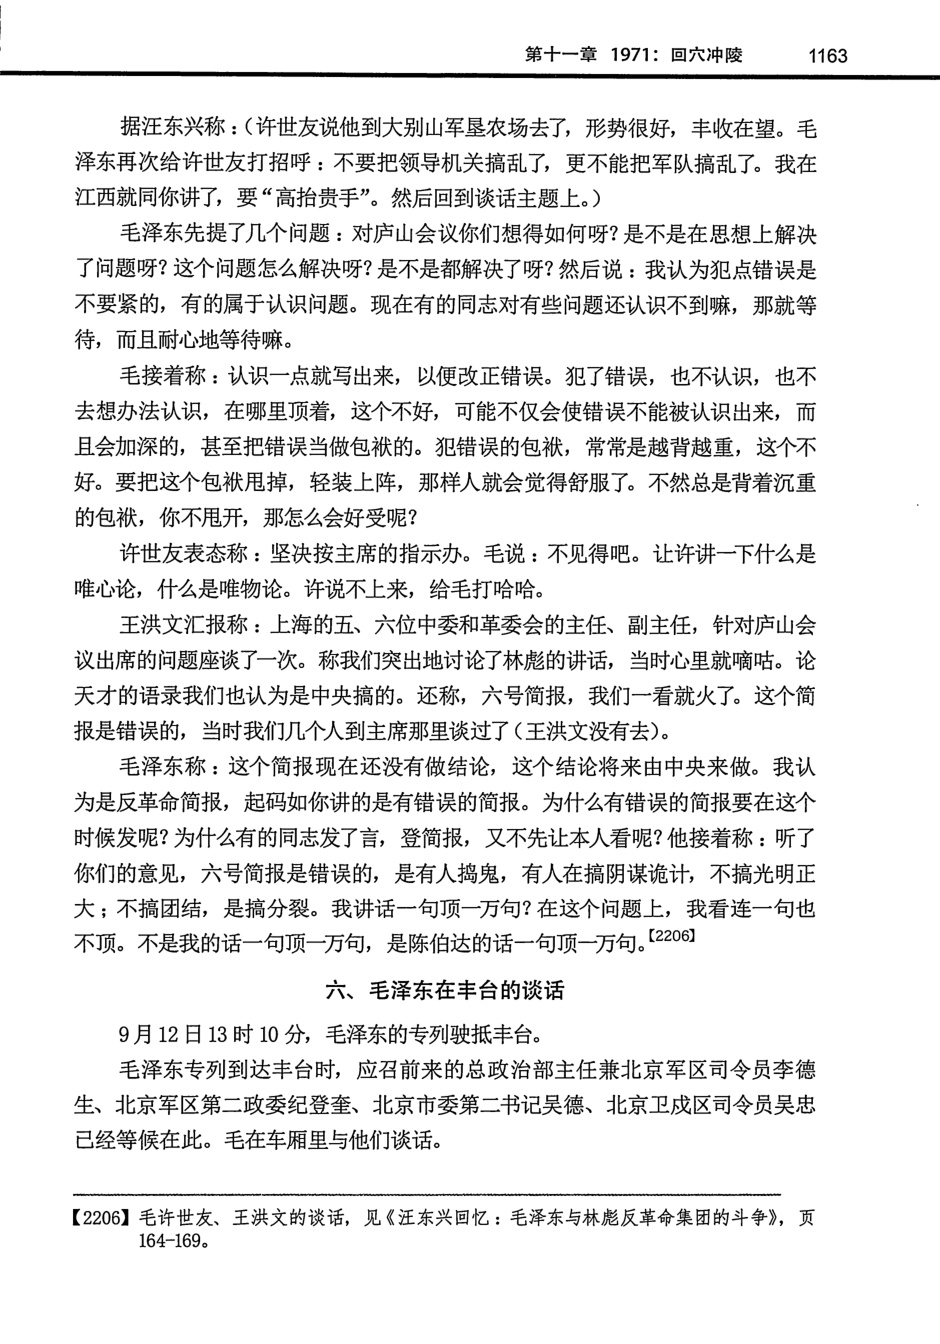 第十一章 1971：回穴冲陵 1163
据汪东兴称：（许世友说他到大别山军垦农场去了，形势很好，丰收在望。毛
泽东再次给许世友打招呼：不要把领导机关搞乱了，更不能把军队搞乱了。我在
江西就同你讲了，要“高抬贵手”。然后回到谈话主题上。）
毛泽东先提了几个问题：对庐山会议你们想得如何呀？是不是在思想上解决
了问题呀？这个问题怎么解决呀？是不是都解决了呀？然后说：我认为犯点错误是
不要紧的，有的属于认识问题。现在有的同志对有些问题还认识不到嘛，那就等
待，而且耐心地等待嘛。
毛接着称：认识一点就写出来，以便改正错误。犯了错误，也不认识，也不
去想办法认识，在哪里顶着，这个不好，可能不仅会使错误不能被认识出来，而
且会加深的，甚至把错误当做包袱的。犯错误的包袱，常常是越背越重，这个不
好。要把这个包袱甩掉，轻装上阵，那样人就会觉得舒服了。不然总是背着沉重
的包袱，你不甩开，那怎么会好受呢？
许世友表态称：坚决按主席的指示办。毛说：不见得吧。让许讲一下什么是
唯心论，什么是唯物论。许说不上来，给毛打哈哈。
王洪文汇报称：上海的五、六位中委和革委会的主任、副主任，针对庐山会
议出席的问题座谈了一次。称我们突出地讨论了林彪的讲话，当时心里就嘀咕。论
天才的语录我们也认为是中央搞的。还称，六号简报，我们一看就火了。这个简
报是错误的，当时我们几个人到主席那里谈过了（王洪文没有去）。
毛泽东称：这个简报现在还没有做结论，这个结论将来由中央来做。我认
为是反革命简报，起码如你讲的是有错误的简报。为什么有错误的简报要在这个
时候发呢？为什么有的同志发了言，登简报，又不先让本人看呢？他接着称：听了
你们的意见，六号简报是错误的，是有人捣鬼，有人在搞阴谋诡计，不搞光明正
大；不搞团结，是搞分裂。我讲话一句顶一万句？在这个问题上，我看连一句也
不顶。不是我的话一句顶一万句，是陈伯达的话一句顶一万句。【2206】
六、毛泽东在丰台的谈话
9月12日13时10分，毛泽东的专列驶抵丰台。
毛泽东专列到达丰台时，应召前来的总政治部主任兼北京军区司令员李德
生、北京军区第二政委纪登奎、北京市委第二书记吴德、北京卫戍区司令员吴忠
已经等候在此。毛在车厢里与他们谈话。
【2206】毛许世友、王洪文的谈话，见《汪东兴回忆：毛泽东与林彪反革命集团的斗争》，页
164-169。